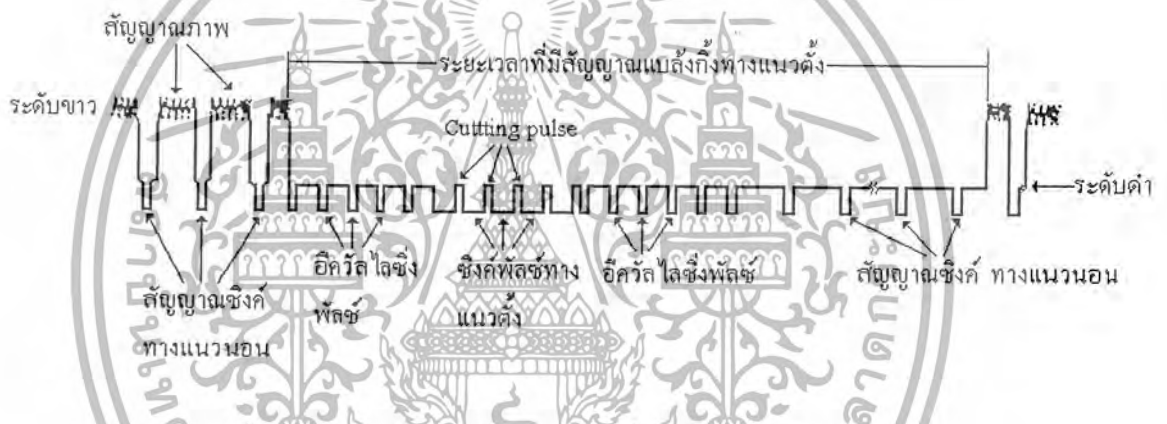 สัญญาณภาพ
ระยะเวลาที่มีสัญญาณแบล้งกิ้งทางแนวตั้ง
ระดับขาว
Cutting pulse
ระดับดำ
อีควัลไลซิ่ง
พัลซ์
ซิงค์พัลซ์ทาง
แนวตั้ง
อีควัลไลซิ่งพัลซ์
สัญญาณซิงค์ ทางแนวนอน
สัญญาณซิงค์
ทางแนวนอน